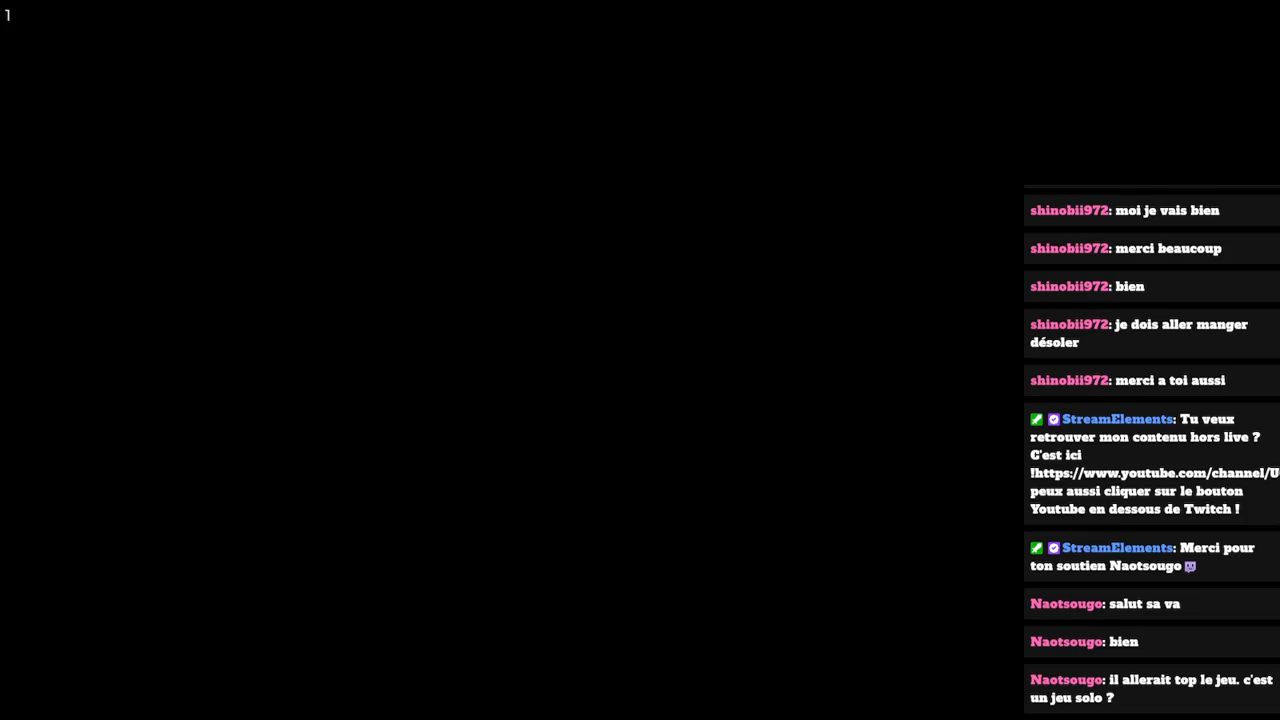 1
shinobii972: moi je vais bien
shinobii972: merci beaucoup
shinobii972: bien
shinobii972: je dois aller manger
désoler
shinobii972: merci a toi aussi
StreamElements: Tu veux
retrouver mon contenu hors live ?
C'est ici
!https://www.youtube.com/channel/U
peux aussi cliquer sur le bouton
Youtube en dessous de Twitch !
StreamElements: Merci pour
ton soutien Naotsougo
Naotsougo: salut sa va
Naotsougo: bien
Naotsougo: il allerait top le jeu. c'est
un jeu solo ?